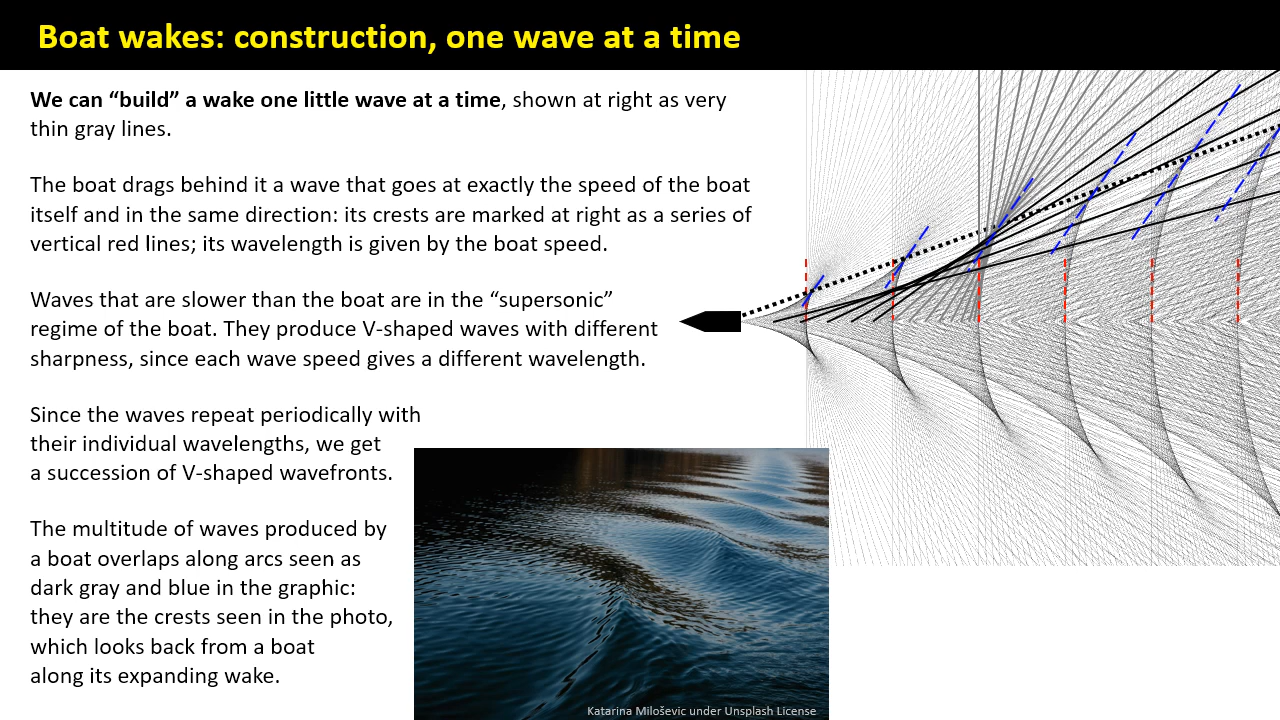 Boat wakes: construction, one wave at a time
We can “build” a wake one little wave at a time, shown at right as very
thin gray lines.
The boat drags behind it a wave that goes at exactly the speed of the boat
itself and in the same direction: its crests are marked at right as a series of
vertical red lines; its wavelength is given by the boat speed.
Waves that are slower than the boat are in the “supersonic”
regime of the boat. They produce V-shaped waves with different
sharpness, since each wave speed gives a different wavelength.
Since the waves repeat periodically with
their individual wavelengths, we get
a succession of V-shaped wavefronts.
The multitude of waves produced by
a boat overlaps along arcs seen as
dark gray and blue in the graphic:
they are the crests seen in the photo,
which looks back from a boat
along its expanding wake.
Katarina Milošević under Unsplash License